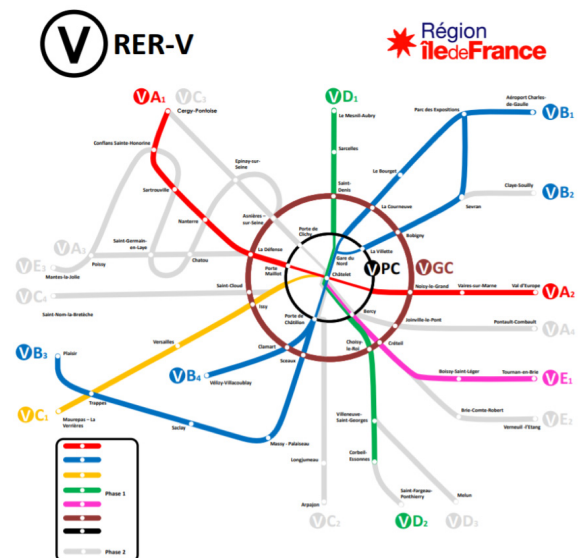 V RER-V
Région
îledeFrance
VA1
VC3
Cergy-Pontoise
VD1
Le Mesnil-Aubry
Aéroport Charles-
de-Gaulle
VB1
Parc des Expositions
Conflans Sainte-Honorine
Epinay-sur-
Seine
Sarcelles
Le Bourget
Sartrouville
Saint-
Denis
Claye-Souilly
VB2
Sevran
Nanterre
Asnières -
sur-Seine
La Courneuve
Porte de
Clichy
Bobigny
VA3
Saint-Germain-
en-Laye
La Défense
Gare du
Nord
La Villette
VE3
Poissy
Chatou
Porte
Maillot
Châtelet
VPC
VGC
Mantes-la-Jolie
VC4
Saint-Cloud
Noisy-le-Grand
Vaires-sur-Marne
Val d'Europe
VA2
Saint-Nom-la-Bretèche
Issy
Porte de
Châtillon
Bercy
Joinville-le-Pont
Pontault-Combault
VA4
Versailles
Clamart
Choisy-
le-Roi
Créteil
VB3
Plaisir
Sceaux
VB4
Vélizy-Villacoublay
Boissy-Saint-Léger
Tournan-en-Brie
VE1
Trappes
VC1
Maurepas – La
Verrières
Saclay
Massy - Palaiseau
Villeneuve-
Saint-Georges
Brie-Comte-Robert
VE2
Verneuil -l'Etang
Longjumeau
Corbeil-
Essonnes
Phase 1
Arpajon
Saint-Fargeau-
Ponthierry
Melun
VC2
VD2
VD3
Phase 2